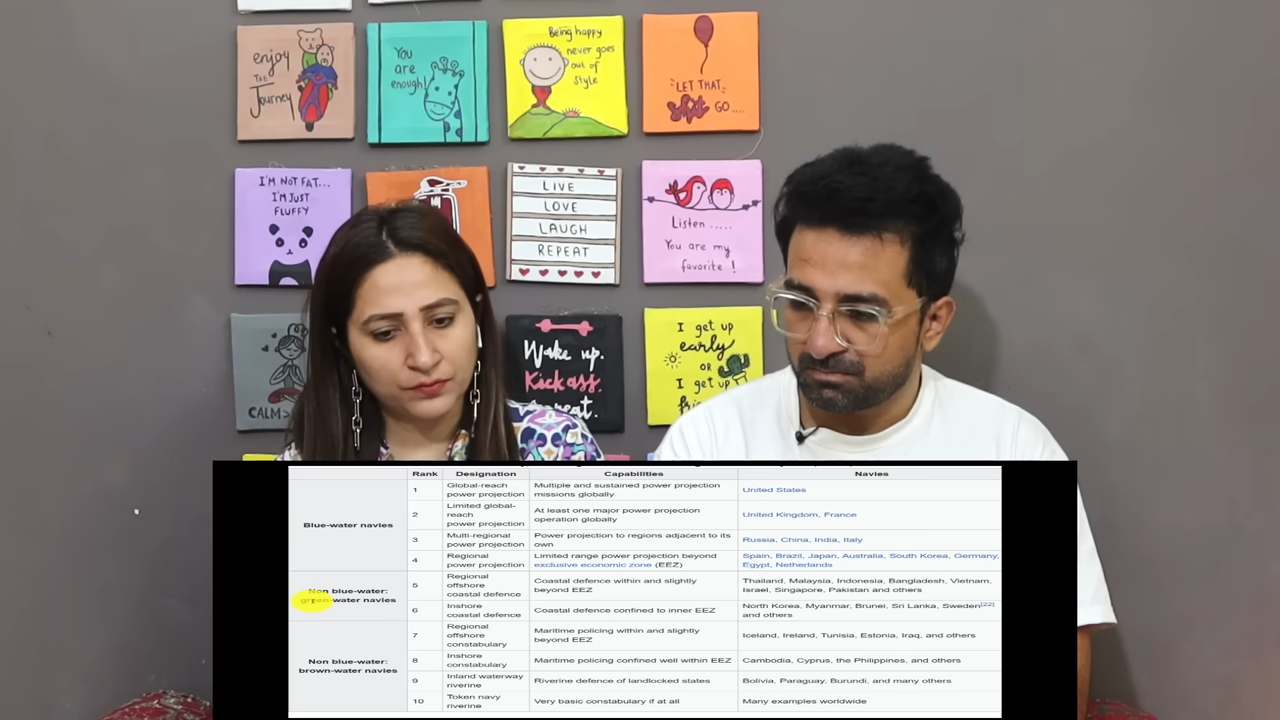 enjoy
THE
Journey
You
are
enough!
Being happy
never goes
out of
style
LET THAT
shit GO ....
I'M NOT FAT...
I'M JUST
FLUFFY
LIVE
LOVE
LAUGH
REPEAT
Listen .....
You are my
favorite !
CALM
Wake up.
Kick ass.
I get up
early
OR
I get up
Rank Designation Capabilities Navies
Blue-water navies
1 Global-reach
power projection
Multiple and sustained power projection
missions globally
United States
2 Limited global-
reach
power projection
At least one major power projection
operation globally
United Kingdom, France
3 Multi-regional
power projection
Power projection to regions adjacent to its
own
Russia, China, India, Italy
4 Regional
power projection
Limited range power projection beyond
exclusive economic zone (EEZ)
Spain, Brazil, Japan, Australia, South Korea, Germany,
Egypt, Netherlands
Non blue-water:
green-water navies
5 Regional
offshore
coastal defence
Coastal defence within and slightly
beyond EEZ
Thailand, Malaysia, Indonesia, Bangladesh, Vietnam,
Israel, Singapore, Pakistan and others
6 Inshore
coastal defence
Coastal defence confined to inner EEZ
North Korea, Myanmar, Brunei, Sri Lanka, Sweden[22]
and others
Non blue-water:
brown-water navies
7 Regional
offshore
constabulary
Maritime policing within and slightly
beyond EEZ
Iceland, Ireland, Tunisia, Estonia, Iraq, and others
8 Inshore
constabulary
Maritime policing confined well within EEZ
Cambodia, Cyprus, the Philippines, and others
9 Inland waterway
riverine
Riverine defence of landlocked states
Bolivia, Paraguay, Burundi, and many others
10 Token navy
riverine
Very basic constabulary if at all
Many examples worldwide